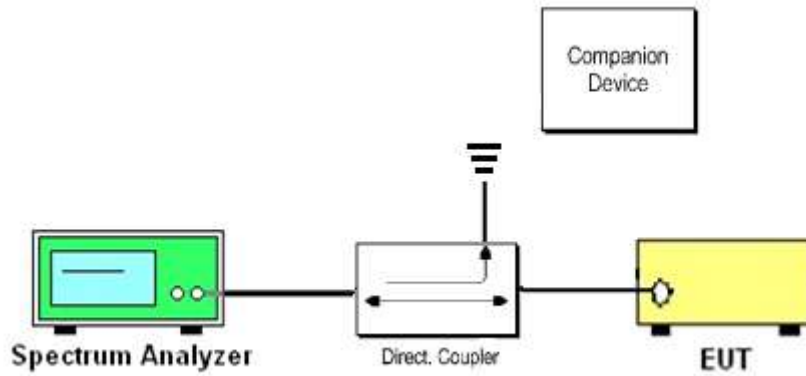 Companion
Device
Spectrum Analyzer
Direct. Coupler
EUT